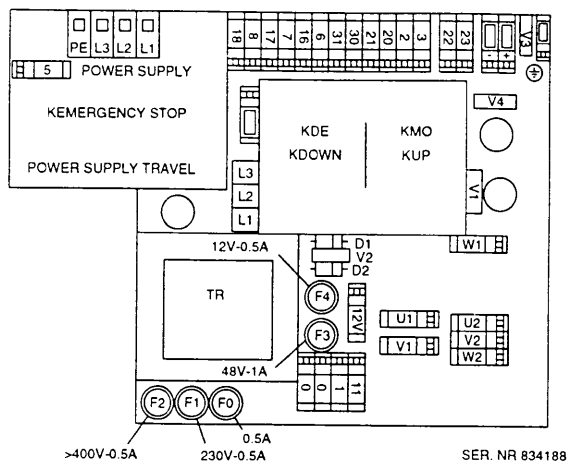 PE L3 L2 L1
5 POWER SUPPLY
KEMERGENCY STOP
POWER SUPPLY TRAVEL
18 8 17 7 16 6 31 30 21 20 2 3 22 23 - +
V3
V4
KDE KMO
KDOWN KUP
V1
L3
L2
L1
W1
12V-0.5A
D1
V2
D2
TR
F4
12V
F3
48V-1A
U1
V1
U2
V2
W2
0 0 1 11
F2 F1 F0
0.5A
>400V-0.5A 230V-0.5A
SER. NR 834188